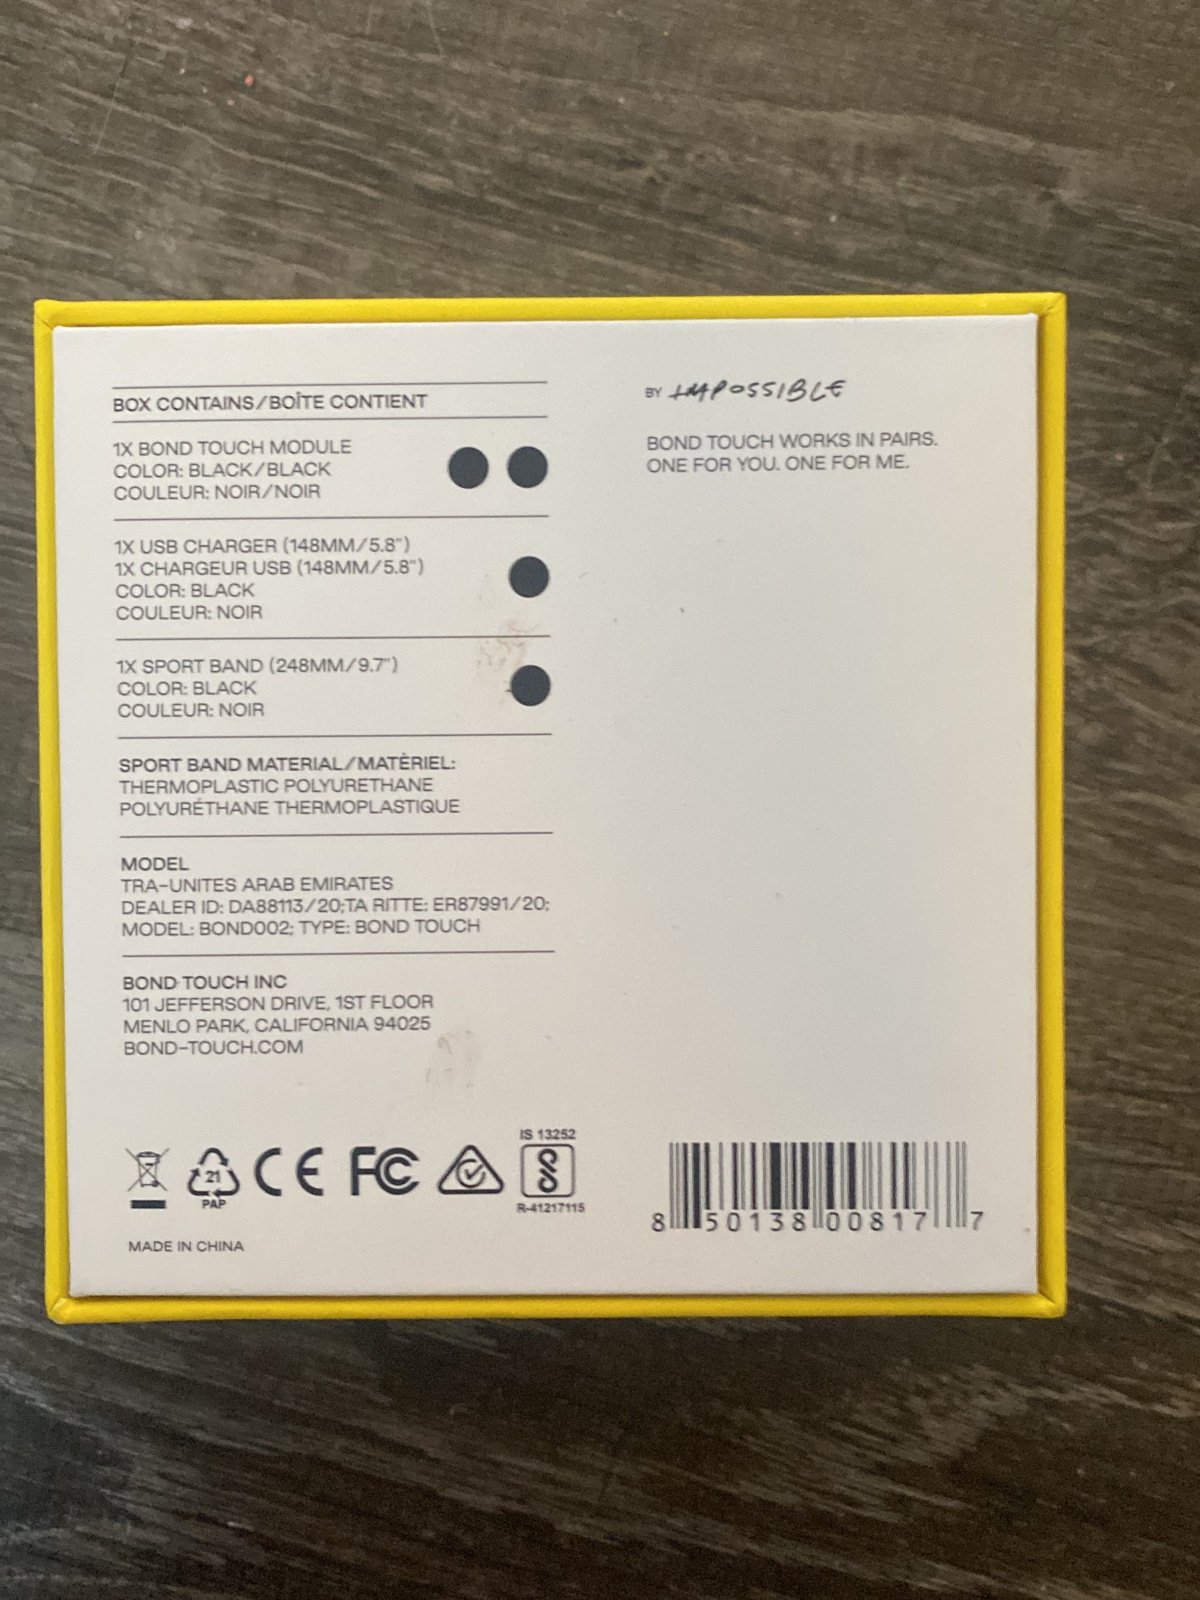 BOX CONTAINS/BOÎTE CONTIENT
1X BOND TOUCH MODULE
COLOR: BLACK/BLACK
COULEUR: NOIR/NOIR
1X USB CHARGER (148MM/5.8")
1X CHARGEUR USB (148MM/5.8")
COLOR: BLACK
COULEUR: NOIR
1X SPORT BAND (248MM/9.7")
COLOR: BLACK
COULEUR: NOIR
SPORT BAND MATERIAL/MATÈRIEL:
THERMOPLASTIC POLYURETHANE
POLYURÉTHANE THERMOPLASTIQUE
MODEL
TRA-UNITES ARAB EMIRATES
DEALER ID: DA88113/20;TA RITTE: ER87991/20;
MODEL: BOND002; TYPE: BOND TOUCH
BOND TOUCH INC
101 JEFFERSON DRIVE, 1ST FLOOR
MENLO PARK, CALIFORNIA 94025
BOND-TOUCH.COM
21
PAP
CE
FC
IS 13252
R-41217115
MADE IN CHINA
BY IMPOSSIBLE
BOND TOUCH WORKS IN PAIRS.
ONE FOR YOU. ONE FOR ME.
8 50138 00817 7